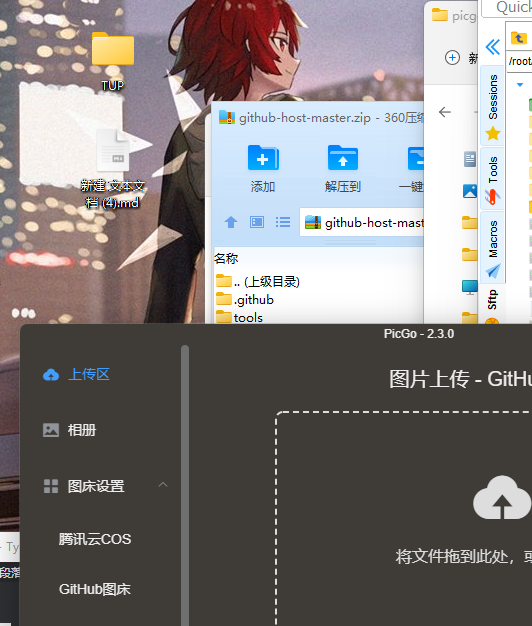 TUP
新建 文本文
档 (4).md
picg
Quick
/root
新
Sessions
Tools
Macros
Sftp
github-host-master.zip - 360压缩
添加
解压到
一键
github-host-mast
名称
.. (上级目录)
.github
tools
PicGo - 2.3.0
上传区
相册
图床设置
腾讯云COS
GitHub图床
图片上传 - GitHu
将文件拖到此处，或
- Ty
段落